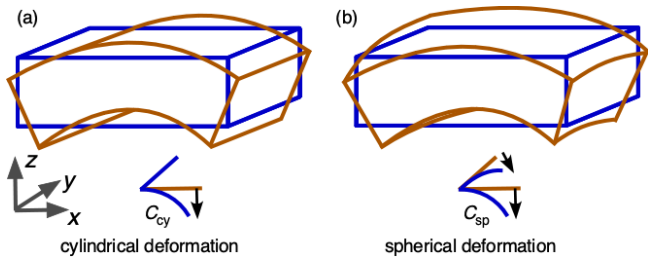 (a)
(b)
z
y
x
C_cy
C_sp
cylindrical deformation
spherical deformation